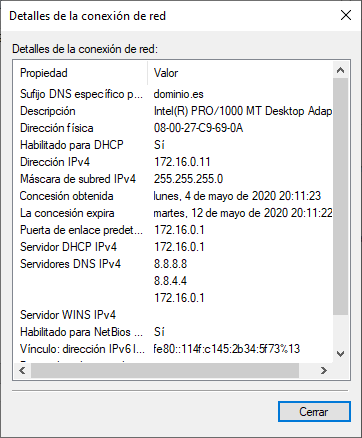 Detalles de la conexión de red
Detalles de la conexión de red:
Propiedad Valor
Sufijo DNS específico p... dominio.es
Descripción Intel(R) PRO/1000 MT Desktop Adap
Dirección física 08-00-27-C9-69-0A
Habilitado para DHCP Sí
Dirección IPv4 172.16.0.11
Máscara de subred IPv4 255.255.255.0
Concesión obtenida lunes, 4 de mayo de 2020 20:11:23
La concesión expira martes, 12 de mayo de 2020 20:11:22
Puerta de enlace predet... 172.16.0.1
Servidor DHCP IPv4 172.16.0.1
Servidores DNS IPv4 8.8.8.8
8.8.4.4
172.16.0.1
Servidor WINS IPv4
Habilitado para NetBios ... Sí
Vínculo: dirección IPv6 l... fe80::114f:c145:2b34:5f73%13
Cerrar